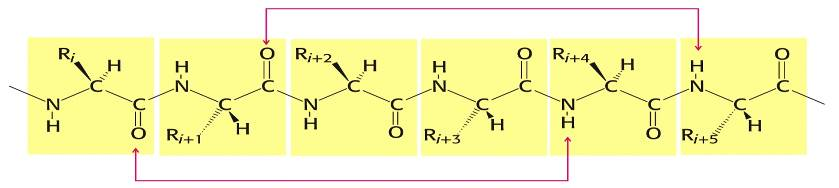 Ri H O H N Ri+2 H O H N Ri+4 H H N O
C C C C C C C C C C C C
N H O Ri+1 H N H O Ri+3 H N H O Ri+5 H